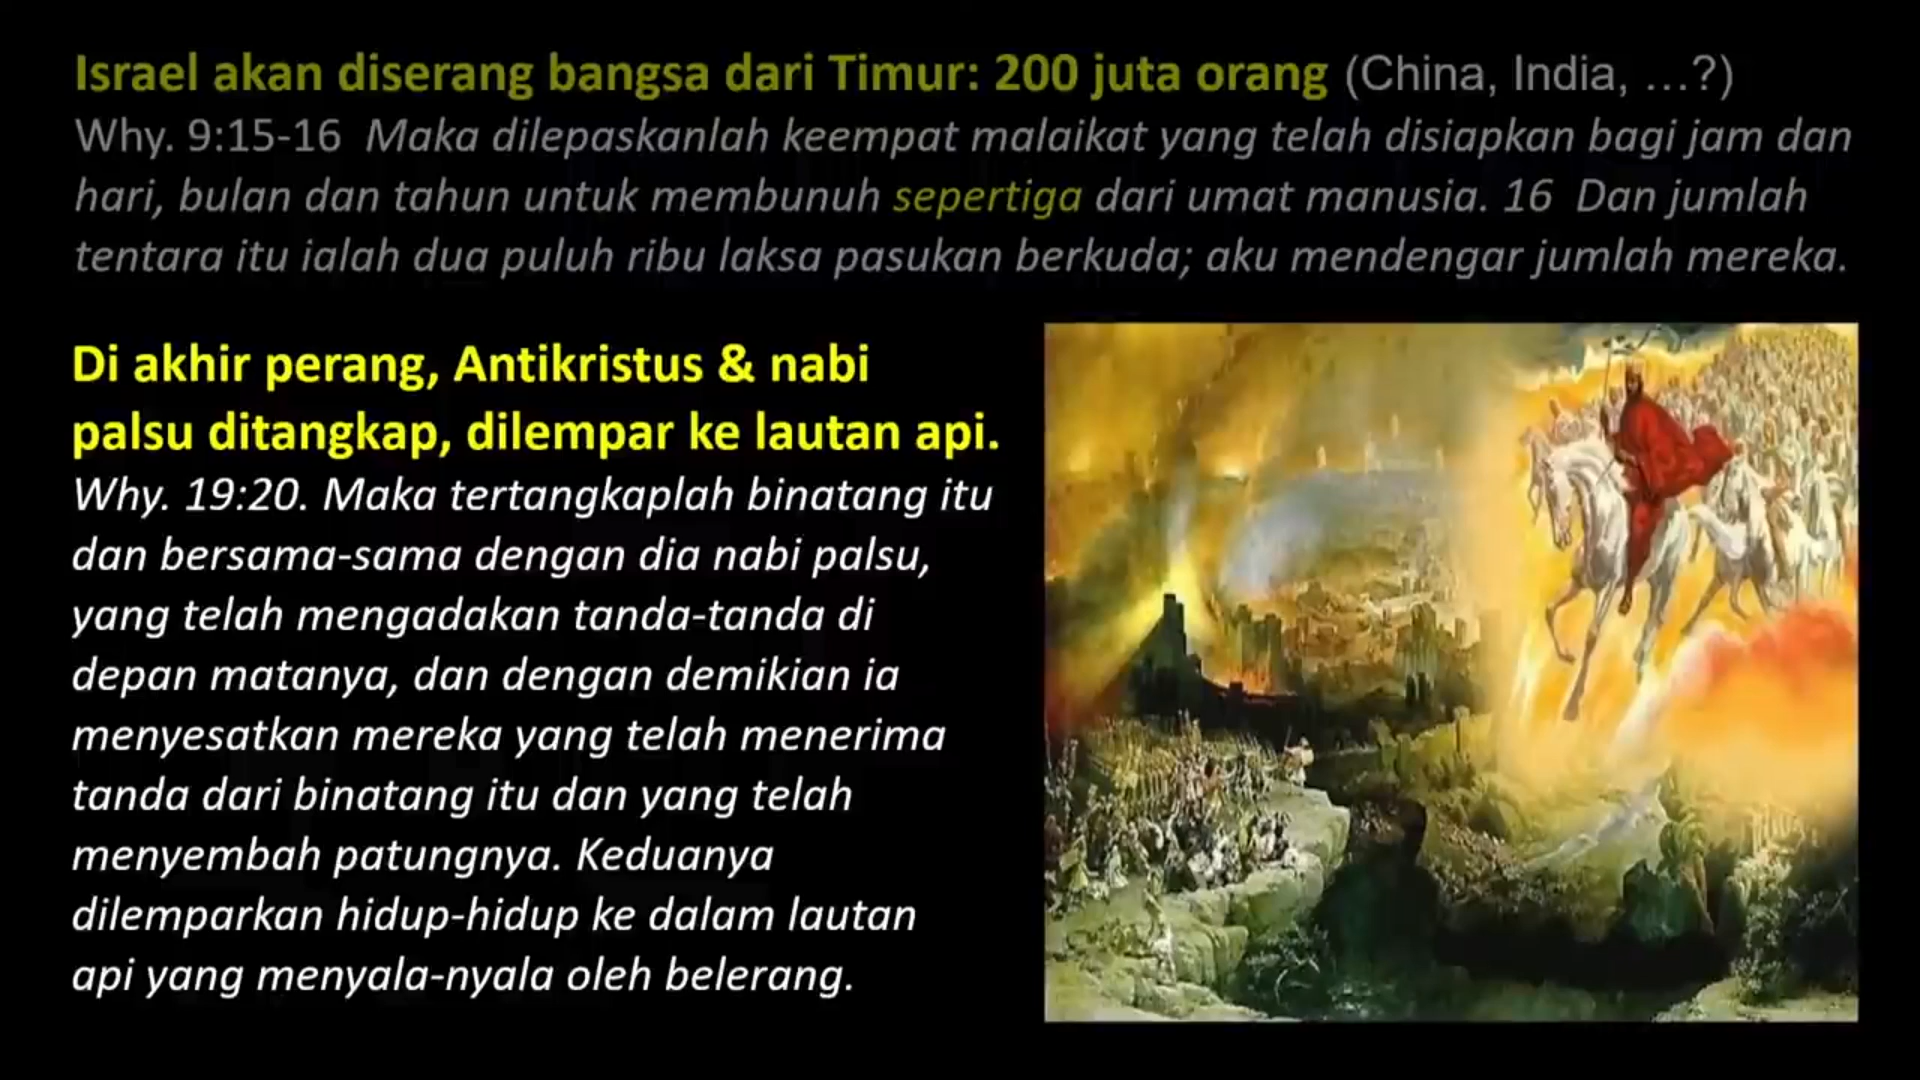 Israel akan diserang bangsa dari Timur: 200 juta orang (China, India, …?)
Why. 9:15-16 Maka dilepaskanlah keempat malaikat yang telah disiapkan bagi jam dan
hari, bulan dan tahun untuk membunuh sepertiga dari umat manusia. 16 Dan jumlah
tentara itu ialah dua puluh ribu laksa pasukan berkuda; aku mendengar jumlah mereka.
Di akhir perang, Antikristus & nabi
palsu ditangkap, dilempar ke lautan api.
Why. 19:20. Maka tertangkaplah binatang itu
dan bersama-sama dengan dia nabi palsu,
yang telah mengadakan tanda-tanda di
depan matanya, dan dengan demikian ia
menyesatkan mereka yang telah menerima
tanda dari binatang itu dan yang telah
menyembah patungnya. Keduanya
dilemparkan hidup-hidup ke dalam lautan
api yang menyala-nyala oleh belerang.